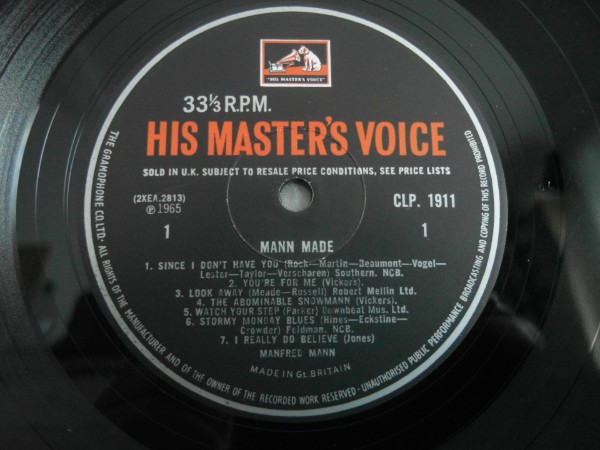 "HIS MASTER'S VOICE"
33⅓ R.P.M.
HIS MASTER'S VOICE
SOLD IN U.K. SUBJECT TO RESALE PRICE CONDITIONS, SEE PRICE LISTS
(2XEA.2813)
Ⓟ 1965
CLP. 1911
1
1
MANN MADE
1. SINCE I DON'T HAVE YOU (Rock—Martin—Beaumont—Vogel—
Lester—Taylor—Verscharen) Southern. NCB.
2. YOU'RE FOR ME (Vickers).
3. LOOK AWAY (Meade—Russell) Robert Mellin Ltd.
4. THE ABOMINABLE SNOWMANN (Vickers).
5. WATCH YOUR STEP (Parker) Downbeat Mus. Ltd.
6. STORMY MONDAY BLUES (Hines—Eckstine—
Crowder) Feldman. NCB.
7. I REALLY DO BELIEVE (Jones)
MANFRED MANN
MADE IN Gt. BRITAIN
THE GRAMOPHONE CO. LTD· ALL RIGHTS OF THE MANUFACTURER AND OF THE OWNER OF THE RECORDED WORK RESERVED—UNAUTHORISED PUBLIC PERFORMANCE BROADCASTING AND COPYING OF THIS RECORD PROHIBITED